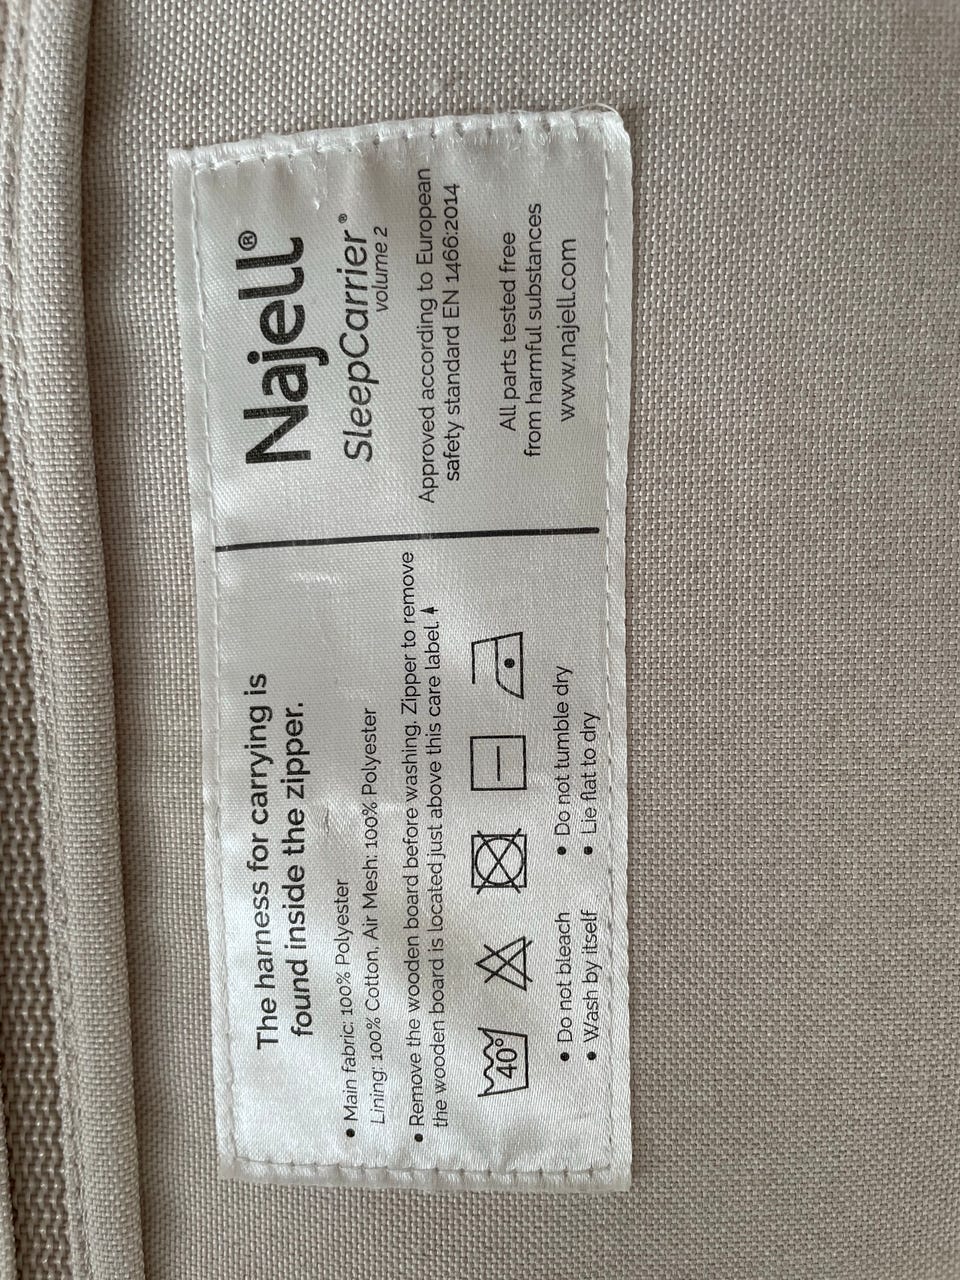 The harness for carrying is
found inside the zipper.
• Main fabric: 100% Polyester
Lining: 100% Cotton, Air Mesh: 100% Polyester
• Remove the wooden board before washing. Zipper to remove
the wooden board is located just above this care label.
40°
• Do not bleach • Do not tumble dry
• Wash by itself • Lie flat to dry
Najell®
SleepCarrier®
volume 2
Approved according to European
safety standard EN 1466:2014
All parts tested free
from harmful substances
www.najell.com